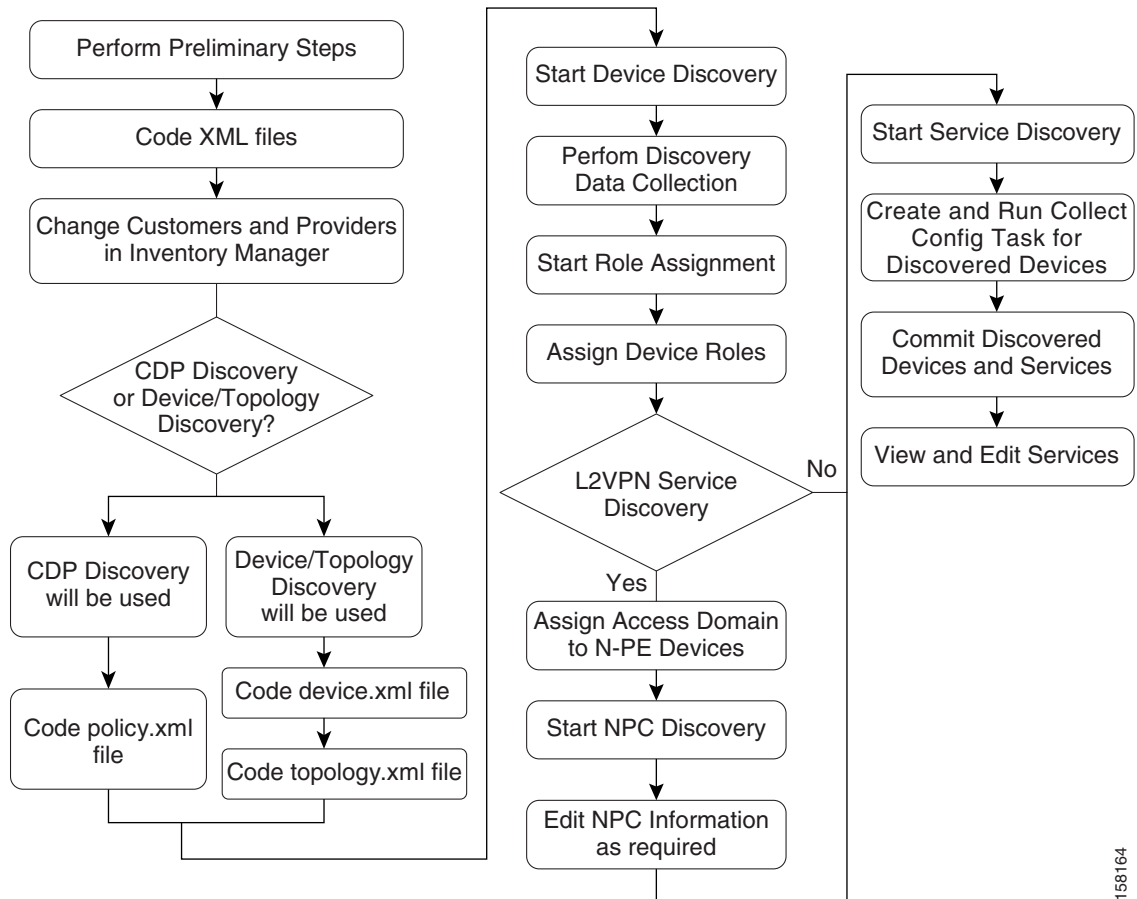 Perform Preliminary Steps
Code XML files
Change Customers and Providers
in Inventory Manager
CDP Discovery
or Device/Topology
Discovery?
CDP Discovery
will be used
Device/Topology
Discovery
will be used
Code policy.xml
file
Code device.xml file
Code topology.xml file
Start Device Discovery
Perfom Discovery
Data Collection
Start Role Assignment
Assign Device Roles
L2VPN Service
Discovery
No
Yes
Assign Access Domain
to N-PE Devices
Start NPC Discovery
Edit NPC Information
as required
Start Service Discovery
Create and Run Collect
Config Task for
Discovered Devices
Commit Discovered
Devices and Services
View and Edit Services
158164